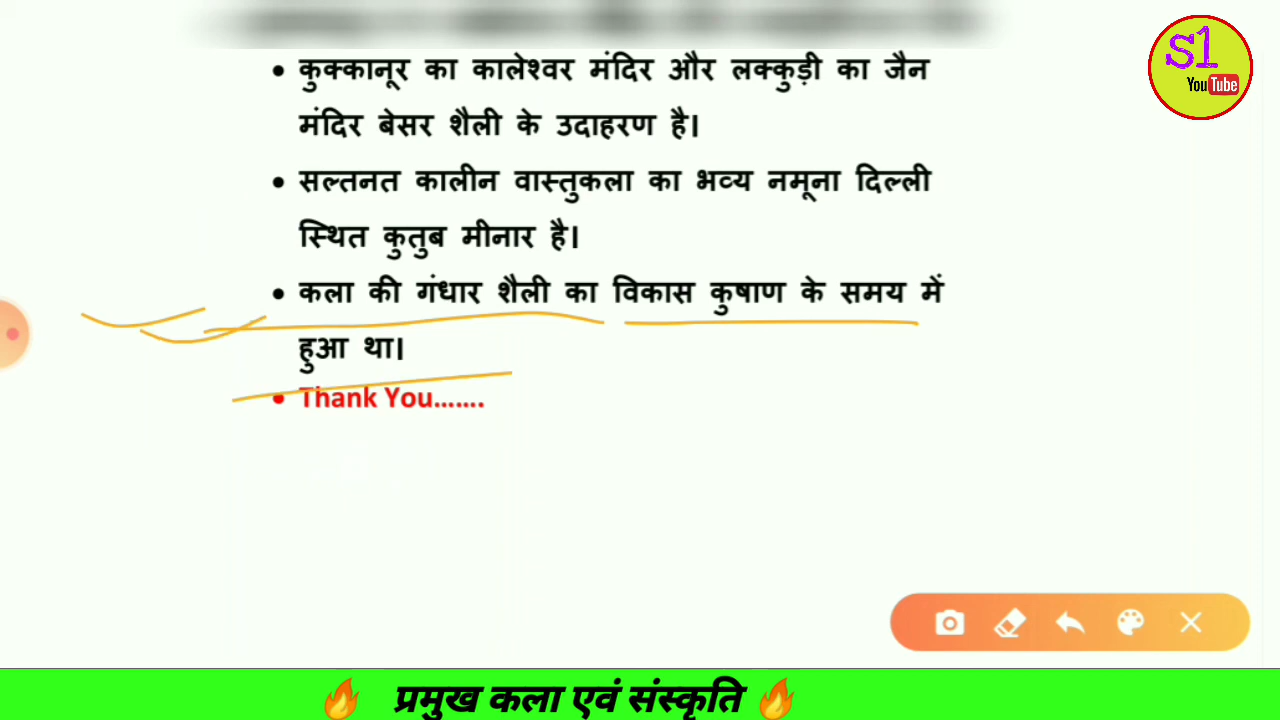 S1
YouTube
• कुक्कानूर का कालेश्वर मंदिर और लक्कुड़ी का जैन
मंदिर बेसर शैली के उदाहरण है।
• सल्तनत कालीन वास्तुकला का भव्य नमूना दिल्ली
स्थित कुतुब मीनार है।
• कला की गंधार शैली का विकास कुषाण के समय में
हुआ था।
• Thank You.......
🔥 प्रमुख कला एवं संस्कृति 🔥